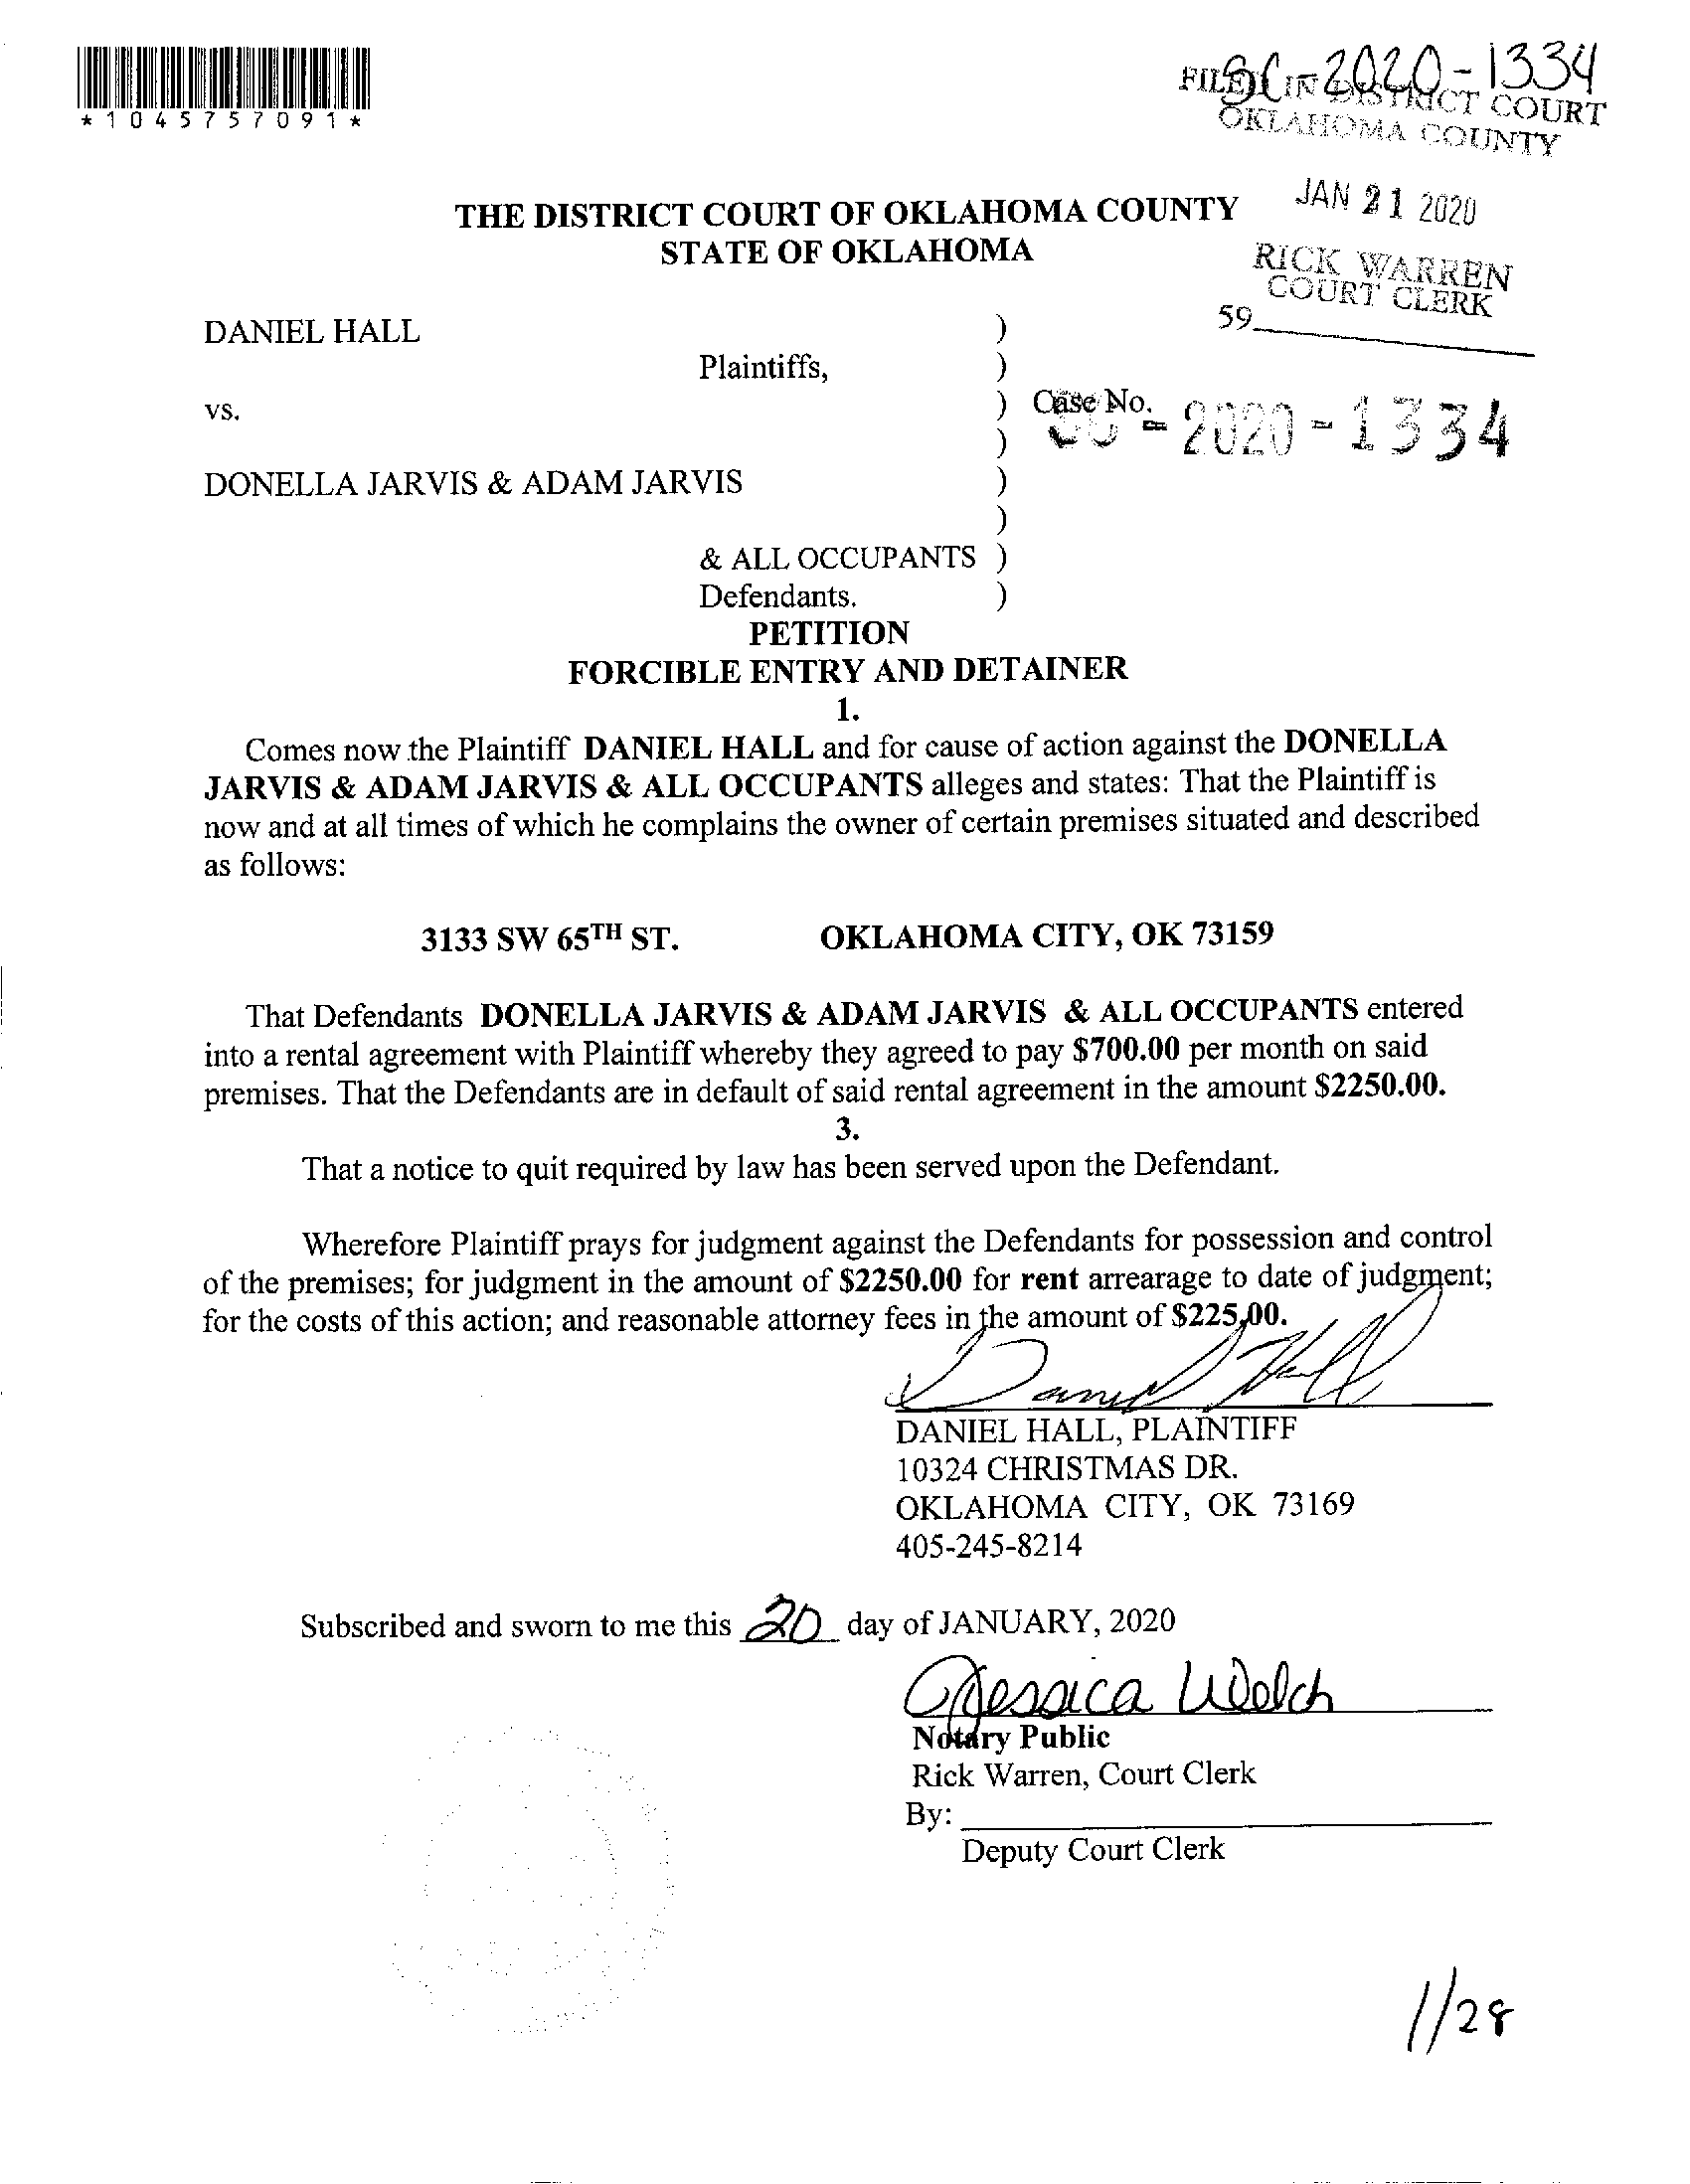 *1045757091*
SC-2020-1334
FILED IN DISTRICT COURT
OKLAHOMA COUNTY
JAN 21 2020
RICK WARREN
COURT CLERK
59
THE DISTRICT COURT OF OKLAHOMA COUNTY
STATE OF OKLAHOMA
DANIEL HALL )
Plaintiffs, )
vs. ) Case No. SC - 2020 - 1334
)
DONELLA JARVIS & ADAM JARVIS )
)
& ALL OCCUPANTS )
Defendants. )
PETITION
FORCIBLE ENTRY AND DETAINER
1.
Comes now the Plaintiff DANIEL HALL and for cause of action against the DONELLA
JARVIS & ADAM JARVIS & ALL OCCUPANTS alleges and states: That the Plaintiff is
now and at all times of which he complains the owner of certain premises situated and described
as follows:
3133 SW 65TH ST. OKLAHOMA CITY, OK 73159
That Defendants DONELLA JARVIS & ADAM JARVIS & ALL OCCUPANTS entered
into a rental agreement with Plaintiff whereby they agreed to pay $700.00 per month on said
premises. That the Defendants are in default of said rental agreement in the amount $2250.00.
3.
That a notice to quit required by law has been served upon the Defendant.
Wherefore Plaintiff prays for judgment against the Defendants for possession and control
of the premises; for judgment in the amount of $2250.00 for rent arrearage to date of judgment;
for the costs of this action; and reasonable attorney fees in the amount of $225.00.
Daniel Hall
DANIEL HALL, PLAINTIFF
10324 CHRISTMAS DR.
OKLAHOMA CITY, OK 73169
405-245-8214
Subscribed and sworn to me this 20 day of JANUARY, 2020
Jessica Welch
Notary Public
Rick Warren, Court Clerk
By:
Deputy Court Clerk
1/28